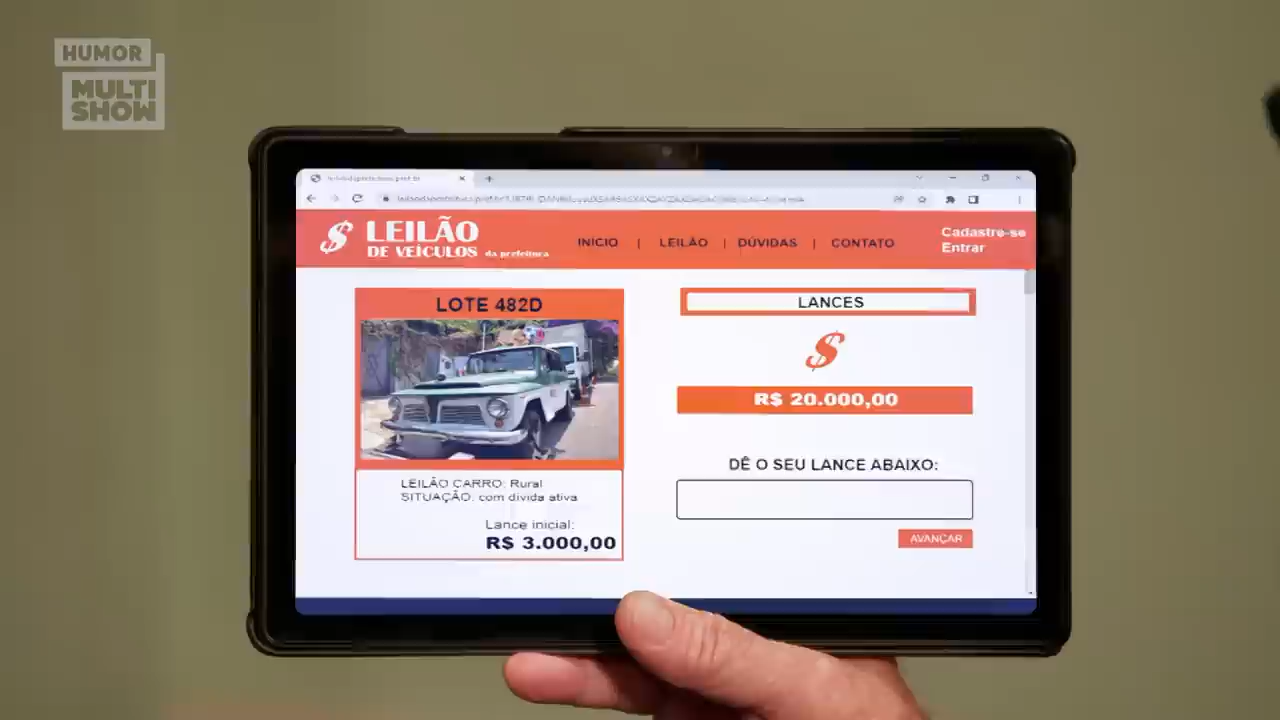 HUMOR
MULTI
SHOW
LEILÃO
DE VEÍCULOS da prefeitura
INÍCIO | LEILÃO | DÚVIDAS | CONTATO
Cadastre-se
Entrar
LOTE 482D
LEILÃO CARRO: Rural
SITUAÇÃO: com dívida ativa
Lance inicial:
R$ 3.000,00
LANCES
$
R$ 20.000,00
DÊ O SEU LANCE ABAIXO:
AVANÇAR